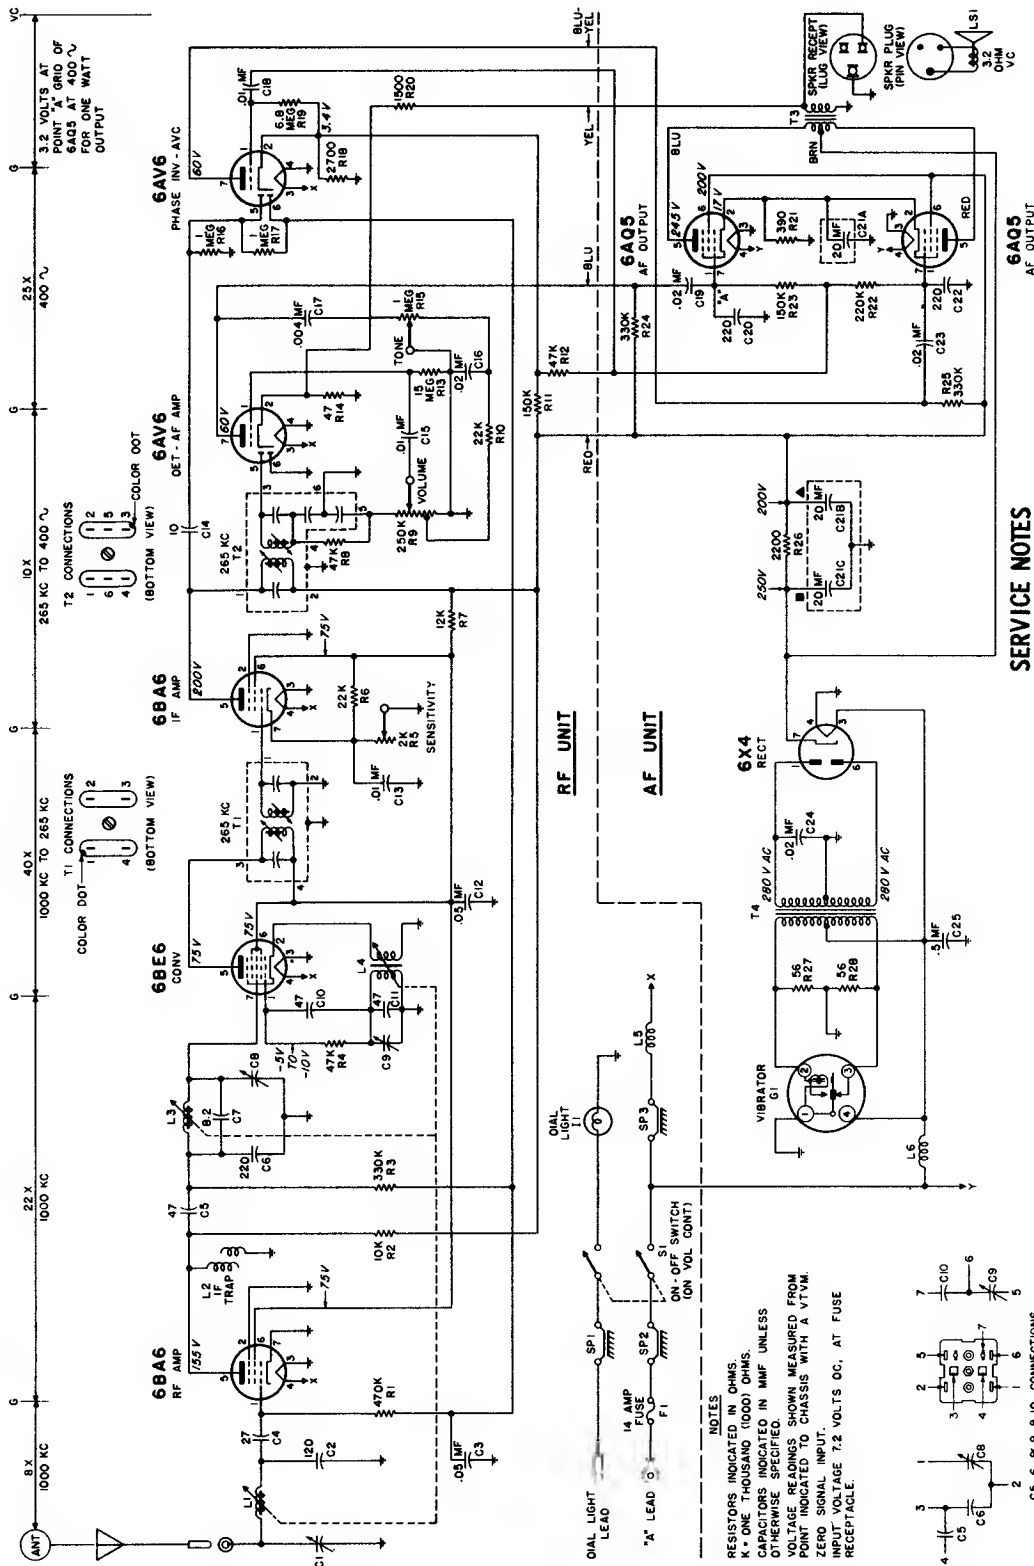 ANT
8X
1000 KC
G
22 X
1000 KC
G
40X
1000 KC TO 265 KC
G
10X
265 KC TO 400 ∿
G
25X
400 ∿
G
VC
COLOR DOT
T1 CONNECTIONS
1 2
4 3
(BOTTOM VIEW)
T2 CONNECTIONS
1 2
6 5
4 3
COLOR DOT
(BOTTOM VIEW)
3.2 VOLTS AT
POINT "A" GRID OF
6AQ5 AT 400 ∿
FOR ONE WATT
OUTPUT
6BA6
RF AMP
6BE6
CONV
6BA6
IF AMP
6AV6
DET-AF AMP
6AV6
PHASE INV-AVC
155V
75V
L1
C1
27
C4
120
C2
470K
R1
.05 MF
C3
L2
IF
TRAP
47
C5
10K
R2
330K
R3
220
C6
8.2
C7
C8
L3
75V
75V
-5V
TO
-10V
47
C10
47K
R4
C9
47
C11
L4
.05 MF
C12
265 KC
T1
200V
75V
22K
R6
2K
R5
SENSITIVITY
.01 MF
C13
12K
R7
10
C14
265 KC
T2
47K
R8
250K
R9
VOLUME
60V
47
R14
.01 MF
C15
15
MEG
R13
.02 MF
C16
22K
R10
TONE
1
MEG
R15
.004 MF
C17
150K
R11
47K
R12
60V
1
MEG
R16
1
MEG
R17
.01 MF
C18
6.8
MEG
R19
3.4V
2700
R18
1500
R20
RF UNIT
AF UNIT
RED
BLU
YEL
BLU-
YEL
DIAL LIGHT
LEAD
"A" LEAD
14 AMP
FUSE
F1
SP1
SP2
ON-OFF SWITCH
(ON VOL CONT)
S1
DIAL
LIGHT
I1
SP3
L5
X
Y
L6
VIBRATOR
G1
56
R27
56
R28
T4
.5 MF
C25
280 V AC
280 V AC
.02 MF
C24
6X4
RECT
250V
200V
2200
R26
20 MF
C21C
20 MF
C21B
330K
R24
.02 MF
C19
"A"
220
C20
150K
R23
220K
R22
220
C22
.02 MF
C23
R25
330K
6AQ5
AF OUTPUT
245V
200V
17V
390
R21
20 MF
C21A
6AQ5
AF OUTPUT
BLU
BRN
RED
T3
SPKR RECEPT
(LUG VIEW)
SPKR PLUG
(PIN VIEW)
LS1
3.2
OHM
VC
NOTES
RESISTORS INDICATED IN OHMS.
K = ONE THOUSAND (1000) OHMS.
CAPACITORS INDICATED IN MMF UNLESS
OTHERWISE SPECIFIED.
VOLTAGE READINGS SHOWN MEASURED FROM
POINT INDICATED TO CHASSIS WITH A VTVM.
ZERO SIGNAL INPUT.
INPUT VOLTAGE 7.2 VOLTS DC, AT FUSE
RECEPTACLE.
SERVICE NOTES